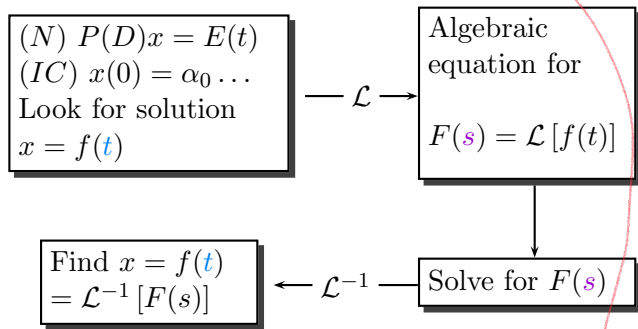 (N) P(D)x = E(t)
(IC) x(0) = α₀ …
Look for solution
x = f(t)
ℒ
Algebraic
equation for
F(s) = ℒ [f(t)]
Solve for F(s)
ℒ⁻¹
Find x = f(t)
= ℒ⁻¹ [F(s)]